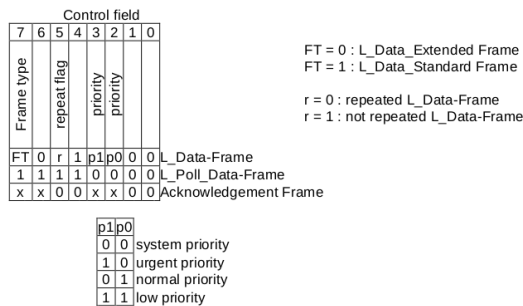 Control field
7 6 5 4 3 2 1 0
Frame type
repeat flag
priority
priority
FT 0 r 1 p1 p0 0 0 L_Data-Frame
1 1 1 1 0 0 0 0 L_Poll_Data-Frame
x x 0 0 x x 0 0 Acknowledgement Frame
FT = 0 : L_Data_Extended Frame
FT = 1 : L_Data_Standard Frame
r = 0 : repeated L_Data-Frame
r = 1 : not repeated L_Data-Frame
p1 p0
0 0 system priority
1 0 urgent priority
0 1 normal priority
1 1 low priority